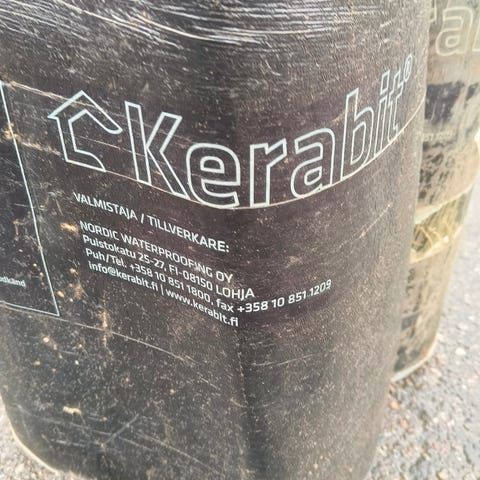 Kerabit®
VALMISTAJA / TILLVERKARE:
NORDIC WATERPROOFING OY
Puistokatu 25-27, FI-08150 LOHJA
Puh/Tel. +358 10 851 1800, fax +358 10 851 1209
info@kerabit.fi | www.kerabit.fi